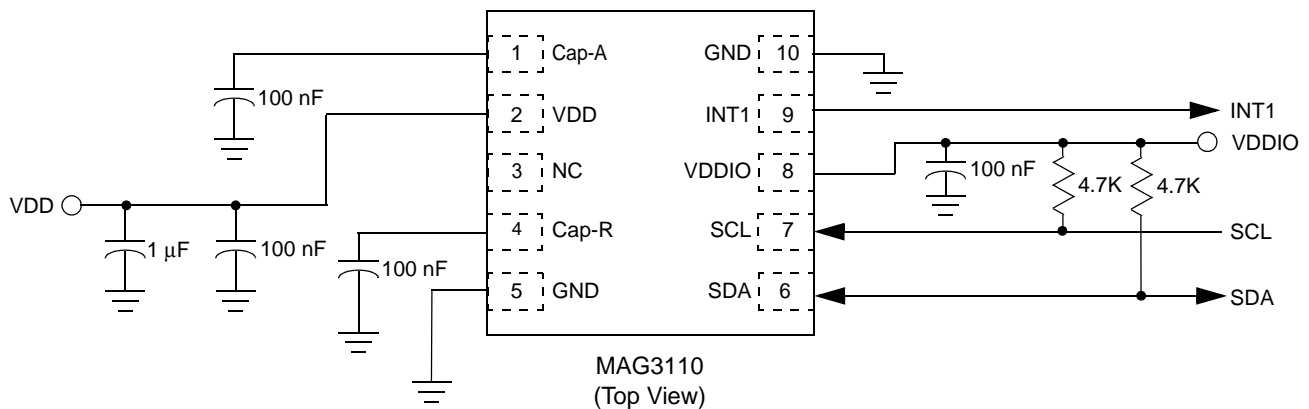 1 Cap-A
GND 10
100 nF
2 VDD
INT1 9
INT1
VDDIO
3 NC
VDDIO 8
100 nF
4.7K
4.7K
VDD
1 μF
100 nF
4 Cap-R
100 nF
SCL 7
SCL
5 GND
SDA 6
SDA
MAG3110
(Top View)